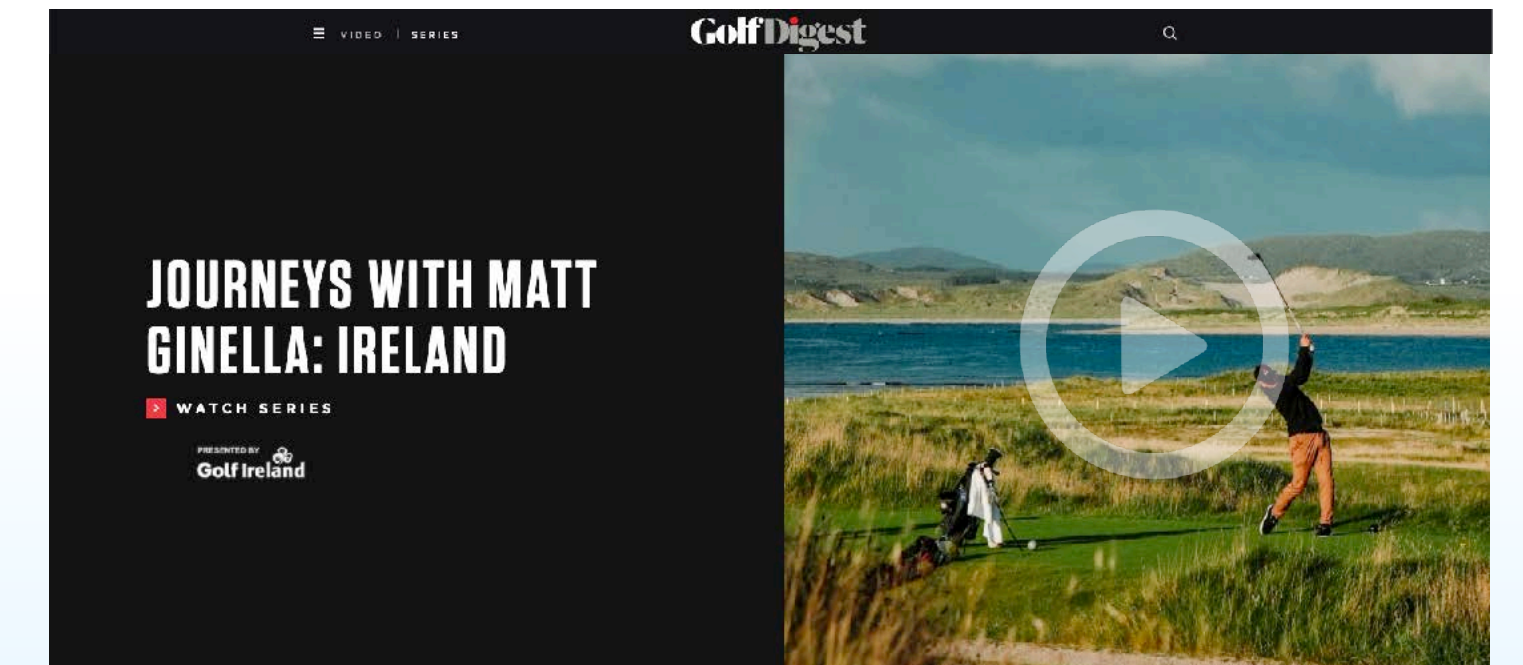 VIDEO | SERIES
GolfDigest
JOURNEYS WITH MATT
GINELLA: IRELAND
WATCH SERIES
PRESENTED BY
Golf Ireland